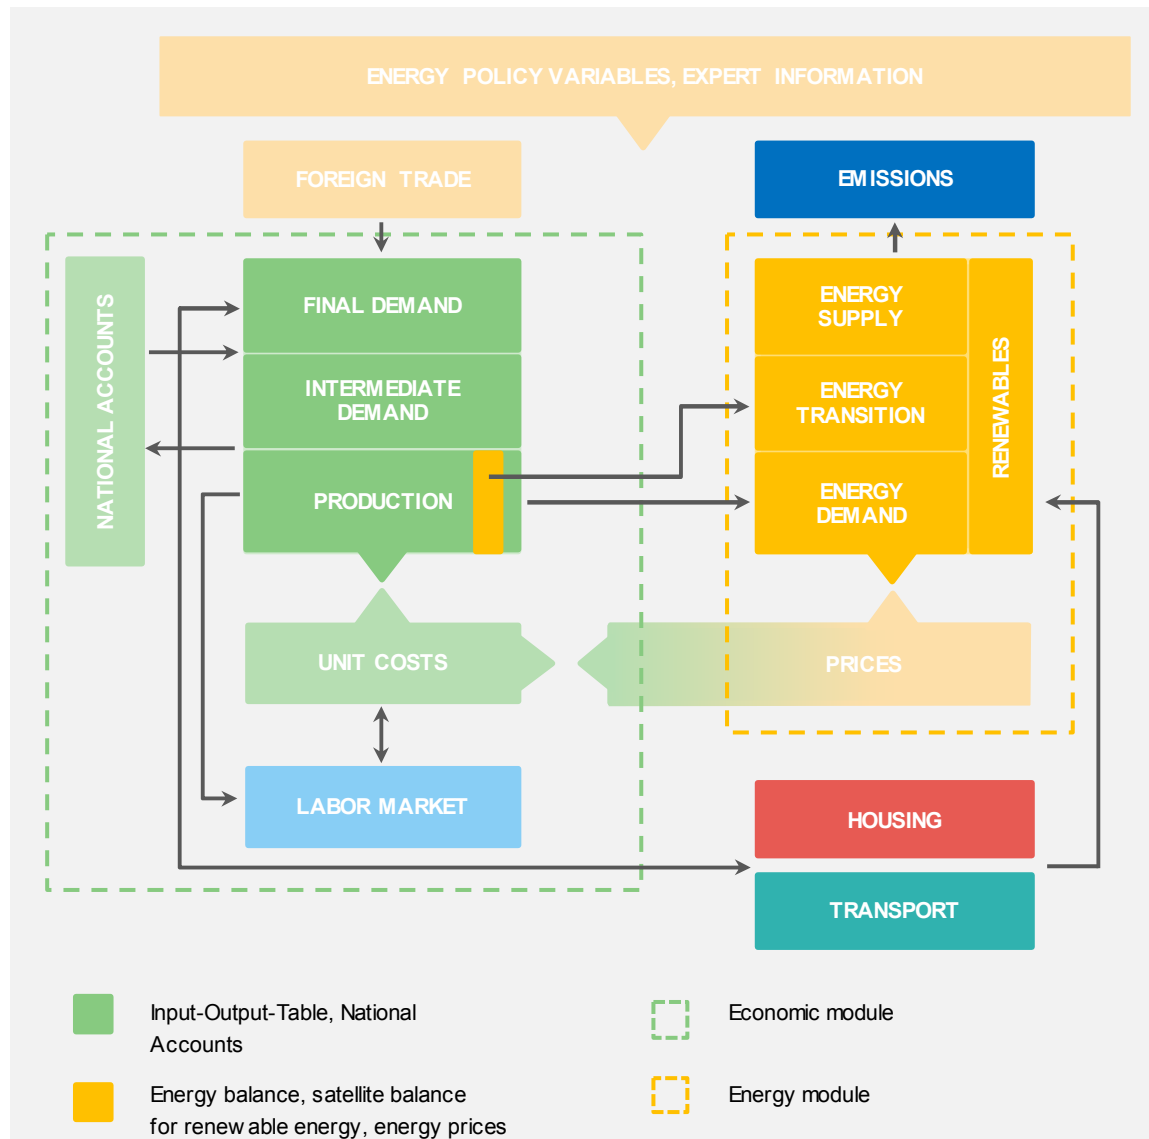 ENERGY POLICY VARIABLES, EXPERT INFORMATION
FOREIGN TRADE
EMISSIONS
NATIONAL ACCOUNTS
FINAL DEMAND
INTERMEDIATE
DEMAND
PRODUCTION
ENERGY
SUPPLY
ENERGY
TRANSITION
ENERGY
DEMAND
RENEWABLES
UNIT COSTS
PRICES
LABOR MARKET
HOUSING
TRANSPORT
Input-Output-Table, National
Accounts
Economic module
Energy balance, satellite balance
for renewable energy, energy prices
Energy module